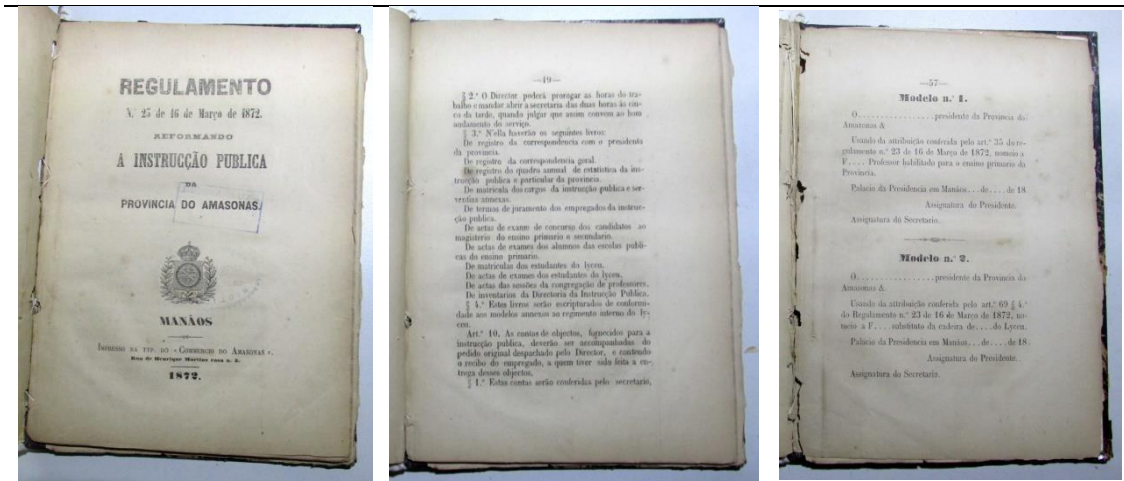 REGULAMENTO
N.º 25 de 16 de Março de 1872.
REFORMANDO
A INSTRUCÇÃO PUBLICA
DA
PROVINCIA DO AMASONAS.
MANÁOS
IMPRESSO NA TYP. DO «COMMERCIO DO AMAZONAS».
Rua de Henrique Martins casa n. 5.
1872.
—49—
§ 2.º O Director poderá prorogar as horas do tra-
balho e mandar abrir a secretaria das duas horas ás cin-
co da tarde, quando julgar que assim convem ao bom
andamento do serviço.
§ 3.º N'ella haverão os seguintes livros:
De registro da correspondencia com o presidente
da provincia.
De registro da correspondencia geral.
De registro do quadro annual de estatistica da ins-
trucção publica e particular da provincia.
De matricula dos cargos da instrucção publica e ser-
ventias annexas.
De termos de juramento dos empregados da instruc-
ção publica.
De actas de exame de concurso dos candidatos ao
magisterio do ensino primario e secundario.
De actas de exames dos alumnos das escolas publi-
cas do ensino primario.
De matriculas dos estudantes do lyceu.
De actas de exames dos estudantes do lyceu.
De actas das sessões da congregação de professores.
De inventarios da Directoria da Instrucção Publica.
§ 4.º Estes livros serão escripturados de conformi-
dade aos modelos annexos ao regimento interno do ly-
ceu.
Art.º 10. As contas de objectos, fornecidos para a
instrucção publica, deverão ser accompanhadas do
pedido original despachado pelo Director, e contendo
o recibo do empregado, a quem tiver sido feita a en-
trega desses objectos.
§ 1.º Estas contas serão conferidas pelo secretario,
—57—
Modelo n.º 1.
O. . . . . . . . . . . . . . . . .presidente da Provincia do
Amazonas &
Usando da attribuição conferida pelo art.º 35 do re-
gulamento n.º 23 de 16 de Março de 1872, nomeio a
F. . . . Professor habilitado para o ensino primario da
Provincia.
Palacio da Presidencia em Manáos. . . de. . . . de 18.
Assignatura do Presidente.
Assignatura do Secretario.
Modelo n.º 2.
O. . . . . . . . . . . . . . . . .presidente da Provincia do
Amazonas &.
Usando da attribuição conferida pelo art.º 69 § 4.º
do Regulamento n.º 23 de 16 de Março de 1872, no-
meio a F. . . . substituto da cadeira de. . . . do Lyceu.
Palacio da Presidencia em Manáos. . . de. . . . de 18.
Assignatura do Presidente.
Assignatura do Secretario.